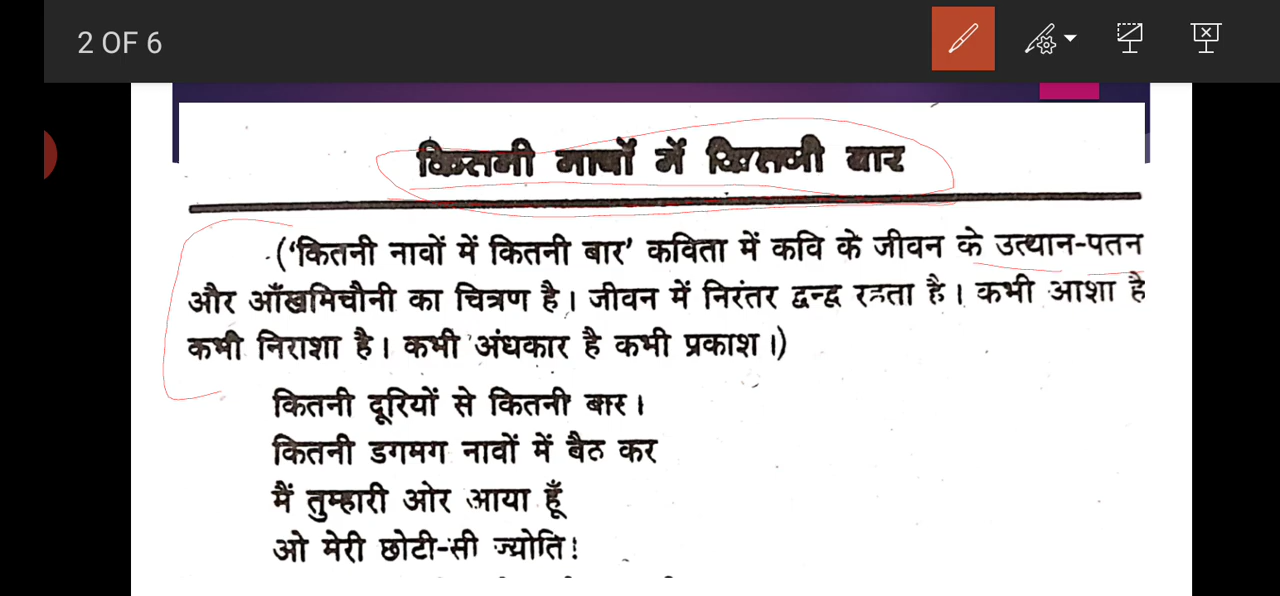 2 OF 6
कितनी नावों में कितनी बार
('कितनी नावों में कितनी बार' कविता में कवि के जीवन के उत्थान-पतन
और आँखमिचौनी का चित्रण है। जीवन में निरंतर द्वन्द्व रहता है। कभी आशा है
कभी निराशा है। कभी अंधकार है कभी प्रकाश।)
कितनी दूरियों से कितनी बार।
कितनी डगमग नावों में बैठ कर
मैं तुम्हारी ओर आया हूँ
ओ मेरी छोटी-सी ज्योति!